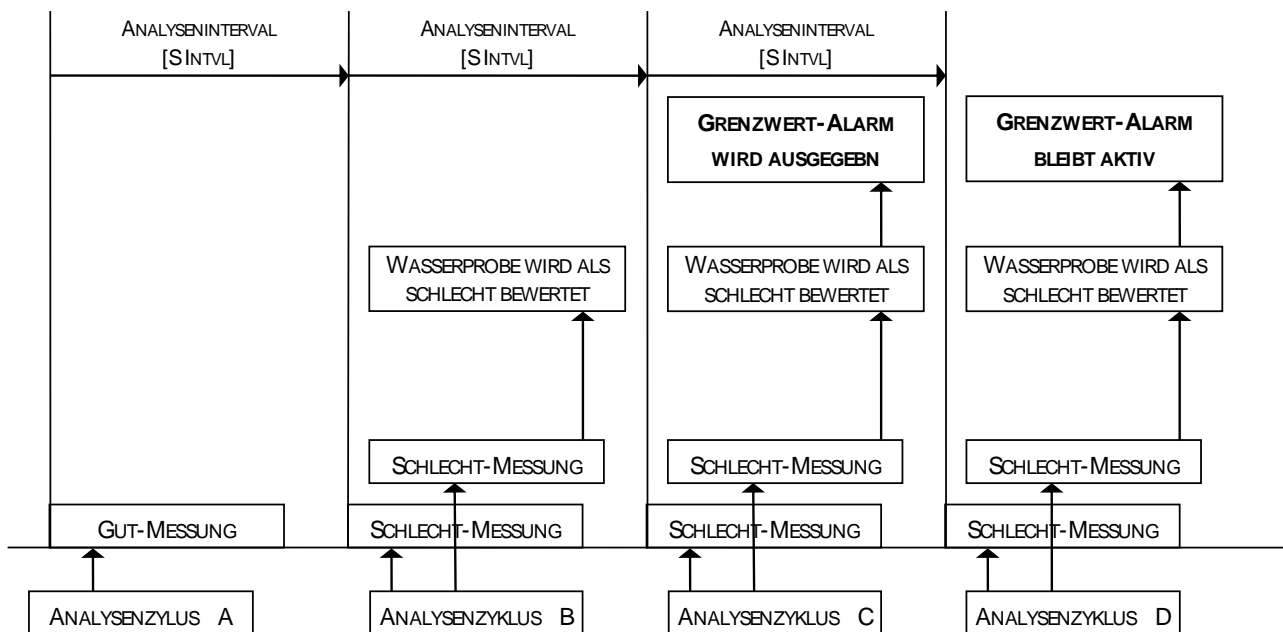 ANALYSENINTERVAL
[SINTVL]
ANALYSENINTERVAL
[SINTVL]
ANALYSENINTERVAL
[SINTVL]
GRENZWERT-ALARM
WIRD AUSGEGEBN
GRENZWERT-ALARM
BLEIBT AKTIV
WASSERPROBE WIRD ALS
SCHLECHT BEWERTET
WASSERPROBE WIRD ALS
SCHLECHT BEWERTET
WASSERPROBE WIRD ALS
SCHLECHT BEWERTET
SCHLECHT-MESSUNG
SCHLECHT-MESSUNG
SCHLECHT-MESSUNG
GUT-MESSUNG
SCHLECHT-MESSUNG
SCHLECHT-MESSUNG
SCHLECHT-MESSUNG
ANALYSENZYLUS A
ANALYSENZYKLUS B
ANALYSENZYKLUS C
ANALYSENZYKLUS D